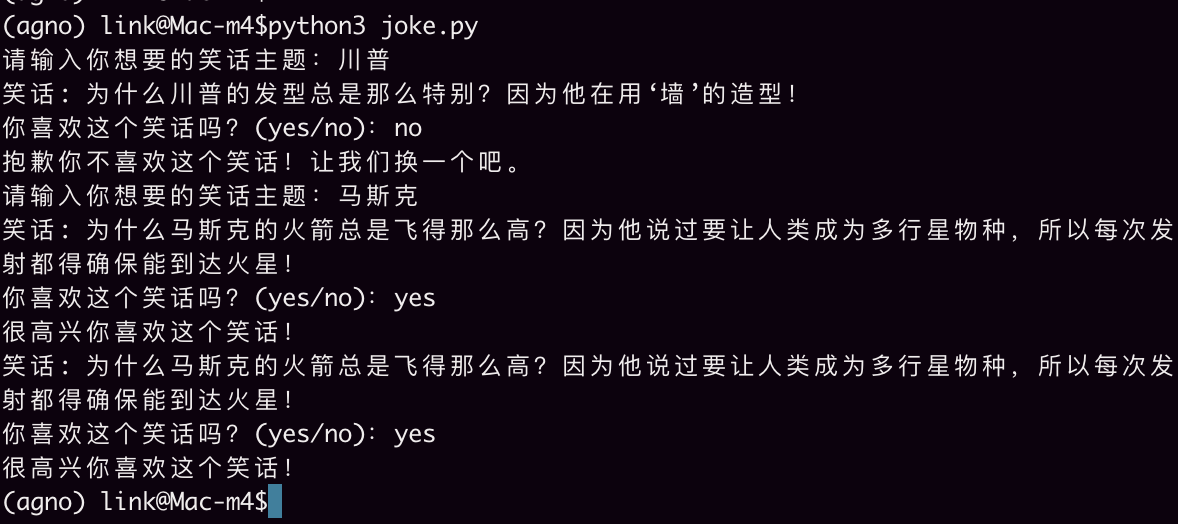 (agno) link@Mac-m4$python3 joke.py
请输入你想要的笑话主题：川普
笑话：为什么川普的发型总是那么特别？因为他在用‘墙’的造型！
你喜欢这个笑话吗？(yes/no)：no
抱歉你不喜欢这个笑话！让我们换一个吧。
请输入你想要的笑话主题：马斯克
笑话：为什么马斯克的火箭总是飞得那么高？因为他说过要让人类成为多行星物种，所以每次发
射都得确保能到达火星！
你喜欢这个笑话吗？(yes/no)：yes
很高兴你喜欢这个笑话！
笑话：为什么马斯克的火箭总是飞得那么高？因为他说过要让人类成为多行星物种，所以每次发
射都得确保能到达火星！
你喜欢这个笑话吗？(yes/no)：yes
很高兴你喜欢这个笑话！
(agno) link@Mac-m4$